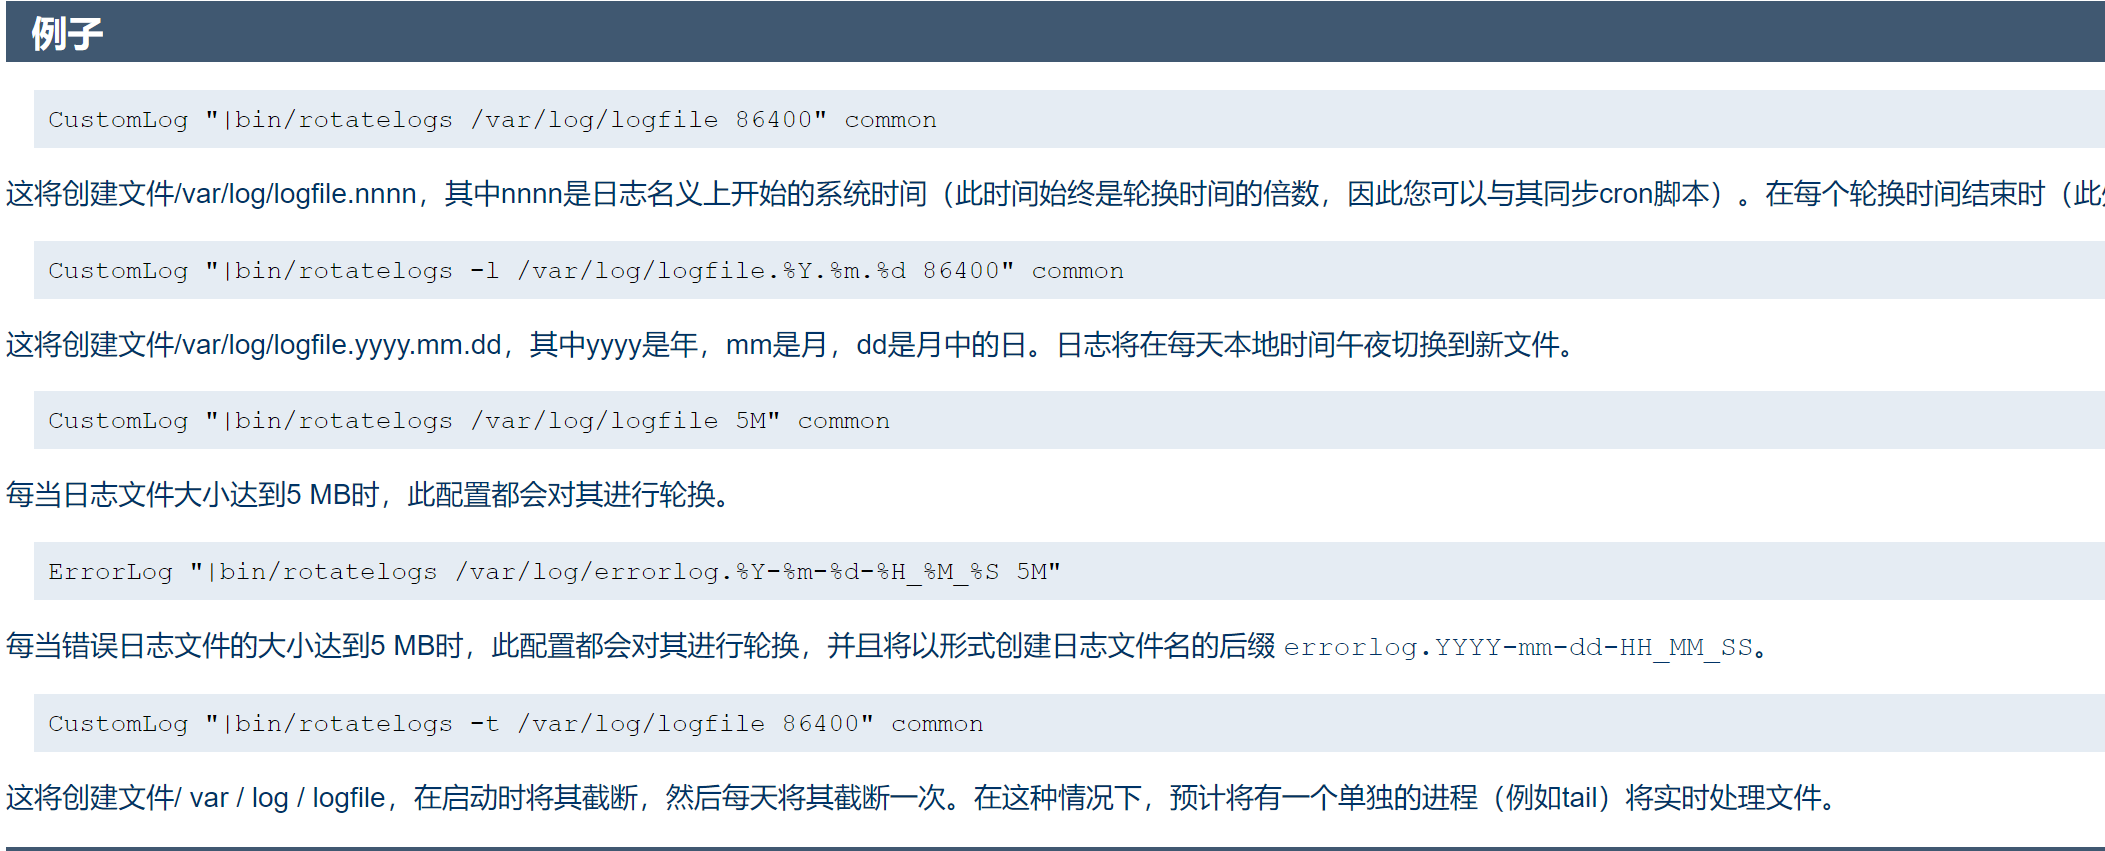 例子
CustomLog "|bin/rotatelogs /var/log/logfile 86400" common
这将创建文件/var/log/logfile.nnnn，其中nnnn是日志名义上开始的系统时间（此时间始终是轮换时间的倍数，因此您可以与其同步cron脚本）。在每个轮换时间结束时（此
CustomLog "|bin/rotatelogs -l /var/log/logfile.%Y.%m.%d 86400" common
这将创建文件/var/log/logfile.yyyy.mm.dd，其中yyyy是年，mm是月，dd是月中的日。日志将在每天本地时间午夜切换到新文件。
CustomLog "|bin/rotatelogs /var/log/logfile 5M" common
每当日志文件大小达到5 MB时，此配置都会对其进行轮换。
ErrorLog "|bin/rotatelogs /var/log/errorlog.%Y-%m-%d-%H_%M_%S 5M"
每当错误日志文件的大小达到5 MB时，此配置都会对其进行轮换，并且将以形式创建日志文件名的后缀 errorlog.YYYY-mm-dd-HH_MM_SS。
CustomLog "|bin/rotatelogs -t /var/log/logfile 86400" common
这将创建文件/ var / log / logfile，在启动时将其截断，然后每天将其截断一次。在这种情况下，预计将有一个单独的进程（例如tail）将实时处理文件。